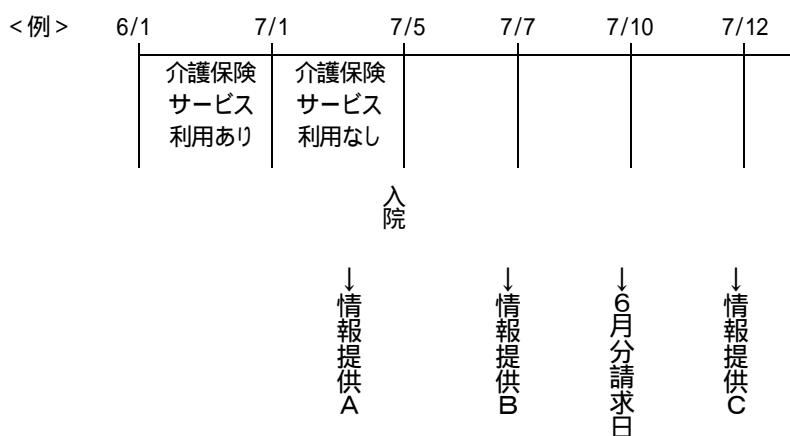 <例>
6/1 7/1 7/5 7/7 7/10 7/12
介護保険
サービス
利用あり
介護保険
サービス
利用なし
入院
↓情報提供A
↓情報提供B
↓6月分請求日
↓情報提供C